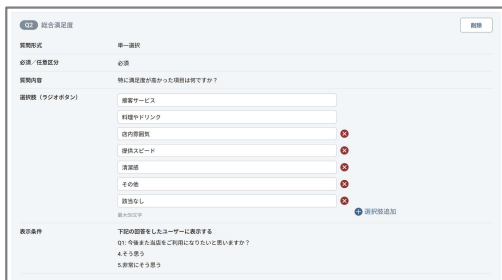 Q2 総合満足度
削除
質問形式 単一選択
必須／任意区分 必須
質問内容 特に満足度が高かった項目は何ですか？
選択肢（ラジオボタン） 接客サービス
料理やドリンク
店内雰囲気
提供スピード
清潔感
その他
該当なし
最大30文字
選択肢追加
表示条件 下記の回答をしたユーザーに表示する
Q1: 今後また当店をご利用になりたいと思いますか？
4.そう思う
5.非常にそう思う